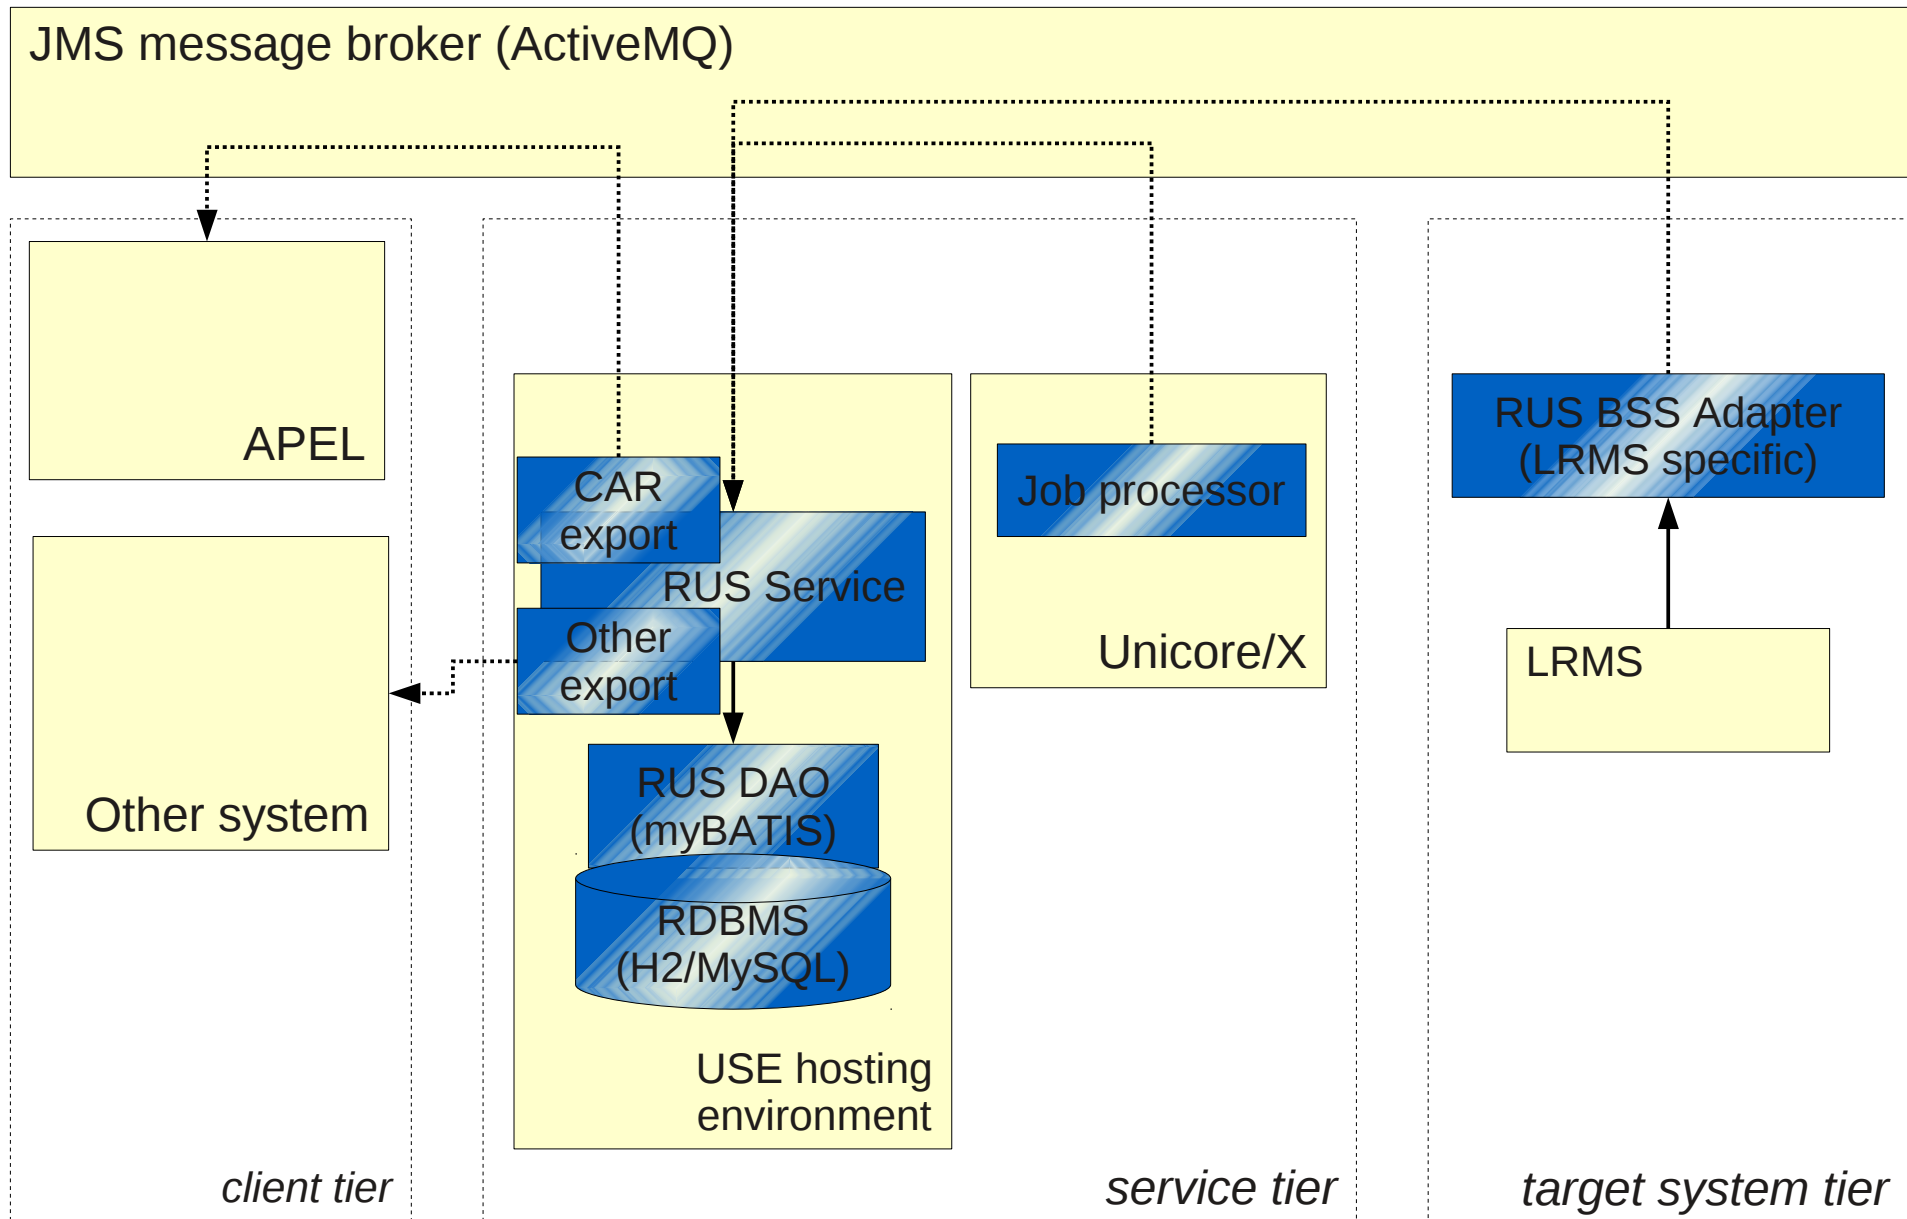 JMS message broker (ActiveMQ)
APEL
Other system
client tier
CAR
export
RUS Service
Other
export
RUS DAO
(myBATIS)
RDBMS
(H2/MySQL)
USE hosting
environment
Job processor
Unicore/X
service tier
RUS BSS Adapter
(LRMS specific)
LRMS
target system tier